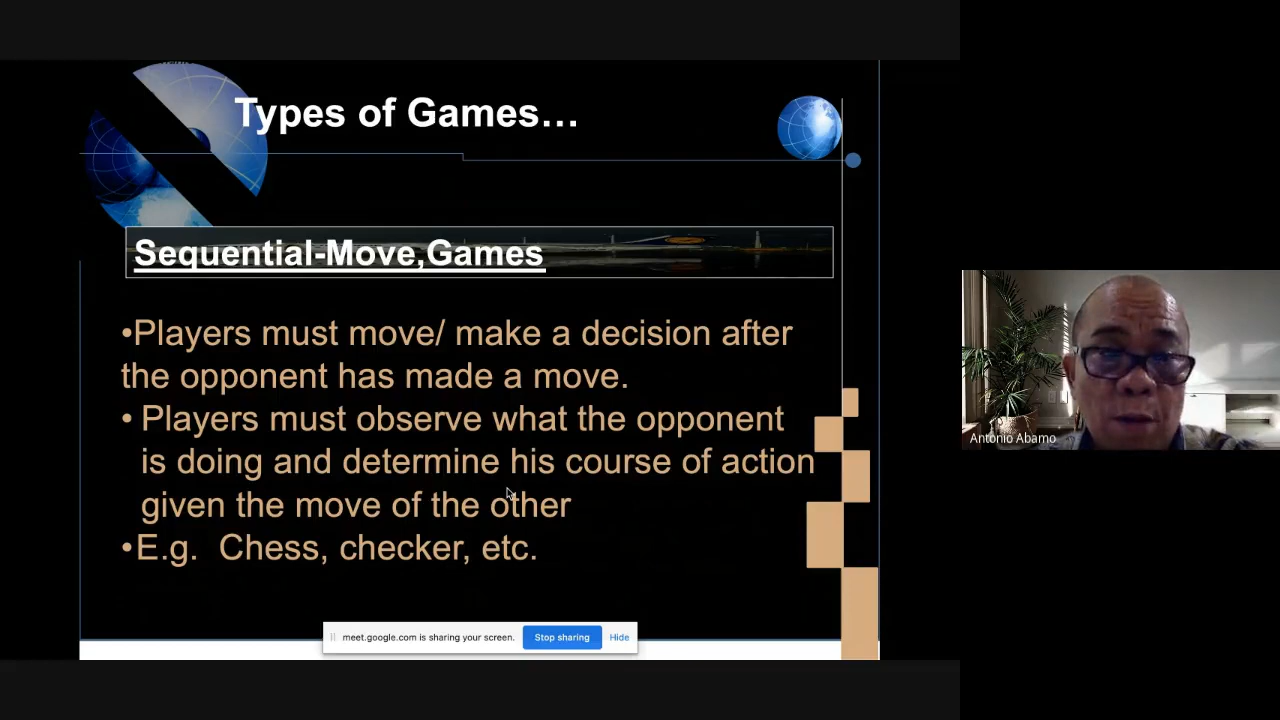 Types of Games…
Sequential-Move,Games
•Players must move/ make a decision after
the opponent has made a move.
• Players must observe what the opponent
is doing and determine his course of action
given the move of the other
•E.g. Chess, checker, etc.
meet.google.com is sharing your screen. Stop sharing Hide
Antonio Abamo